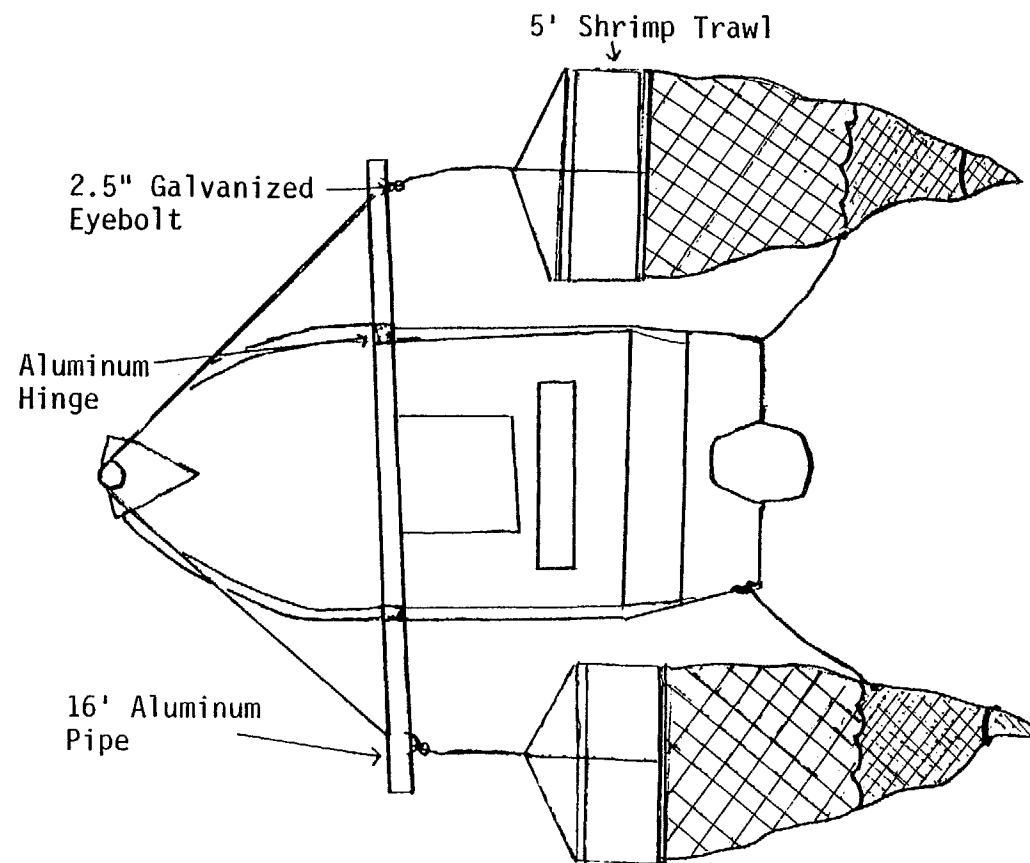 5' Shrimp Trawl
2.5" Galvanized
Eyebolt
Aluminum
Hinge
16' Aluminum
Pipe